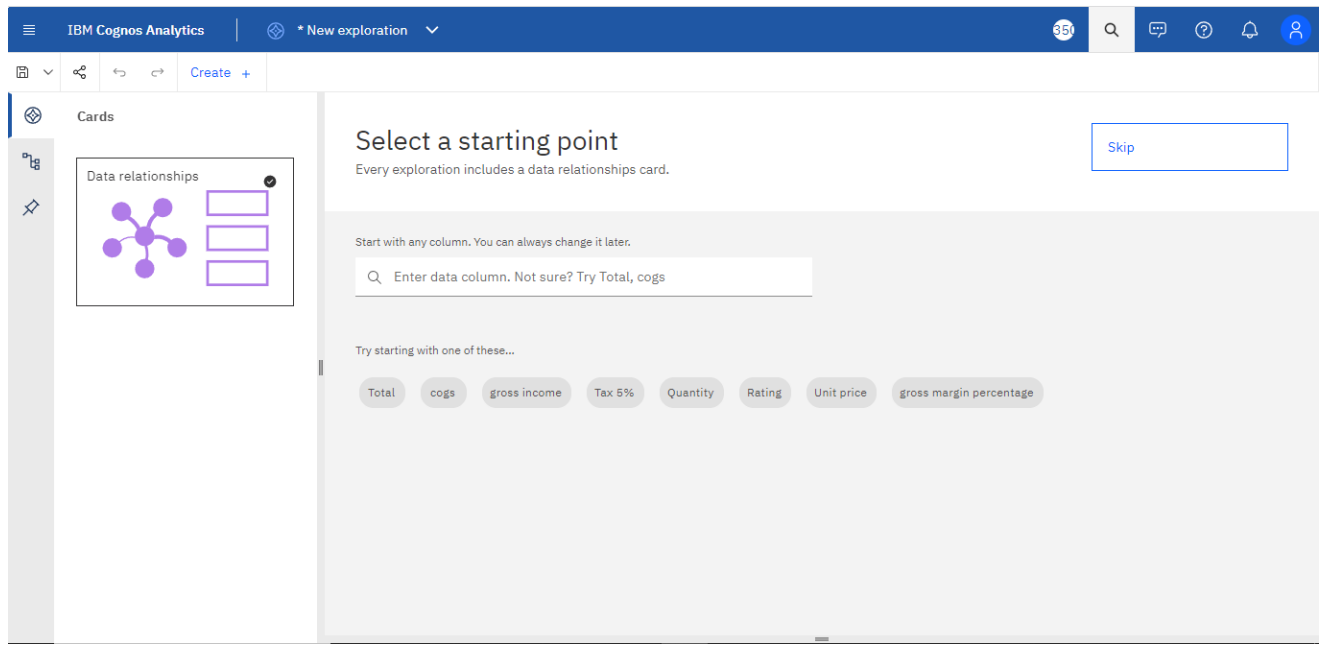 IBM Cognos Analytics
* New exploration
350
Create +
Cards
Data relationships
Select a starting point
Every exploration includes a data relationships card.
Skip
Start with any column. You can always change it later.
Enter data column. Not sure? Try Total, cogs
Try starting with one of these...
Total cogs gross income Tax 5% Quantity Rating Unit price gross margin percentage